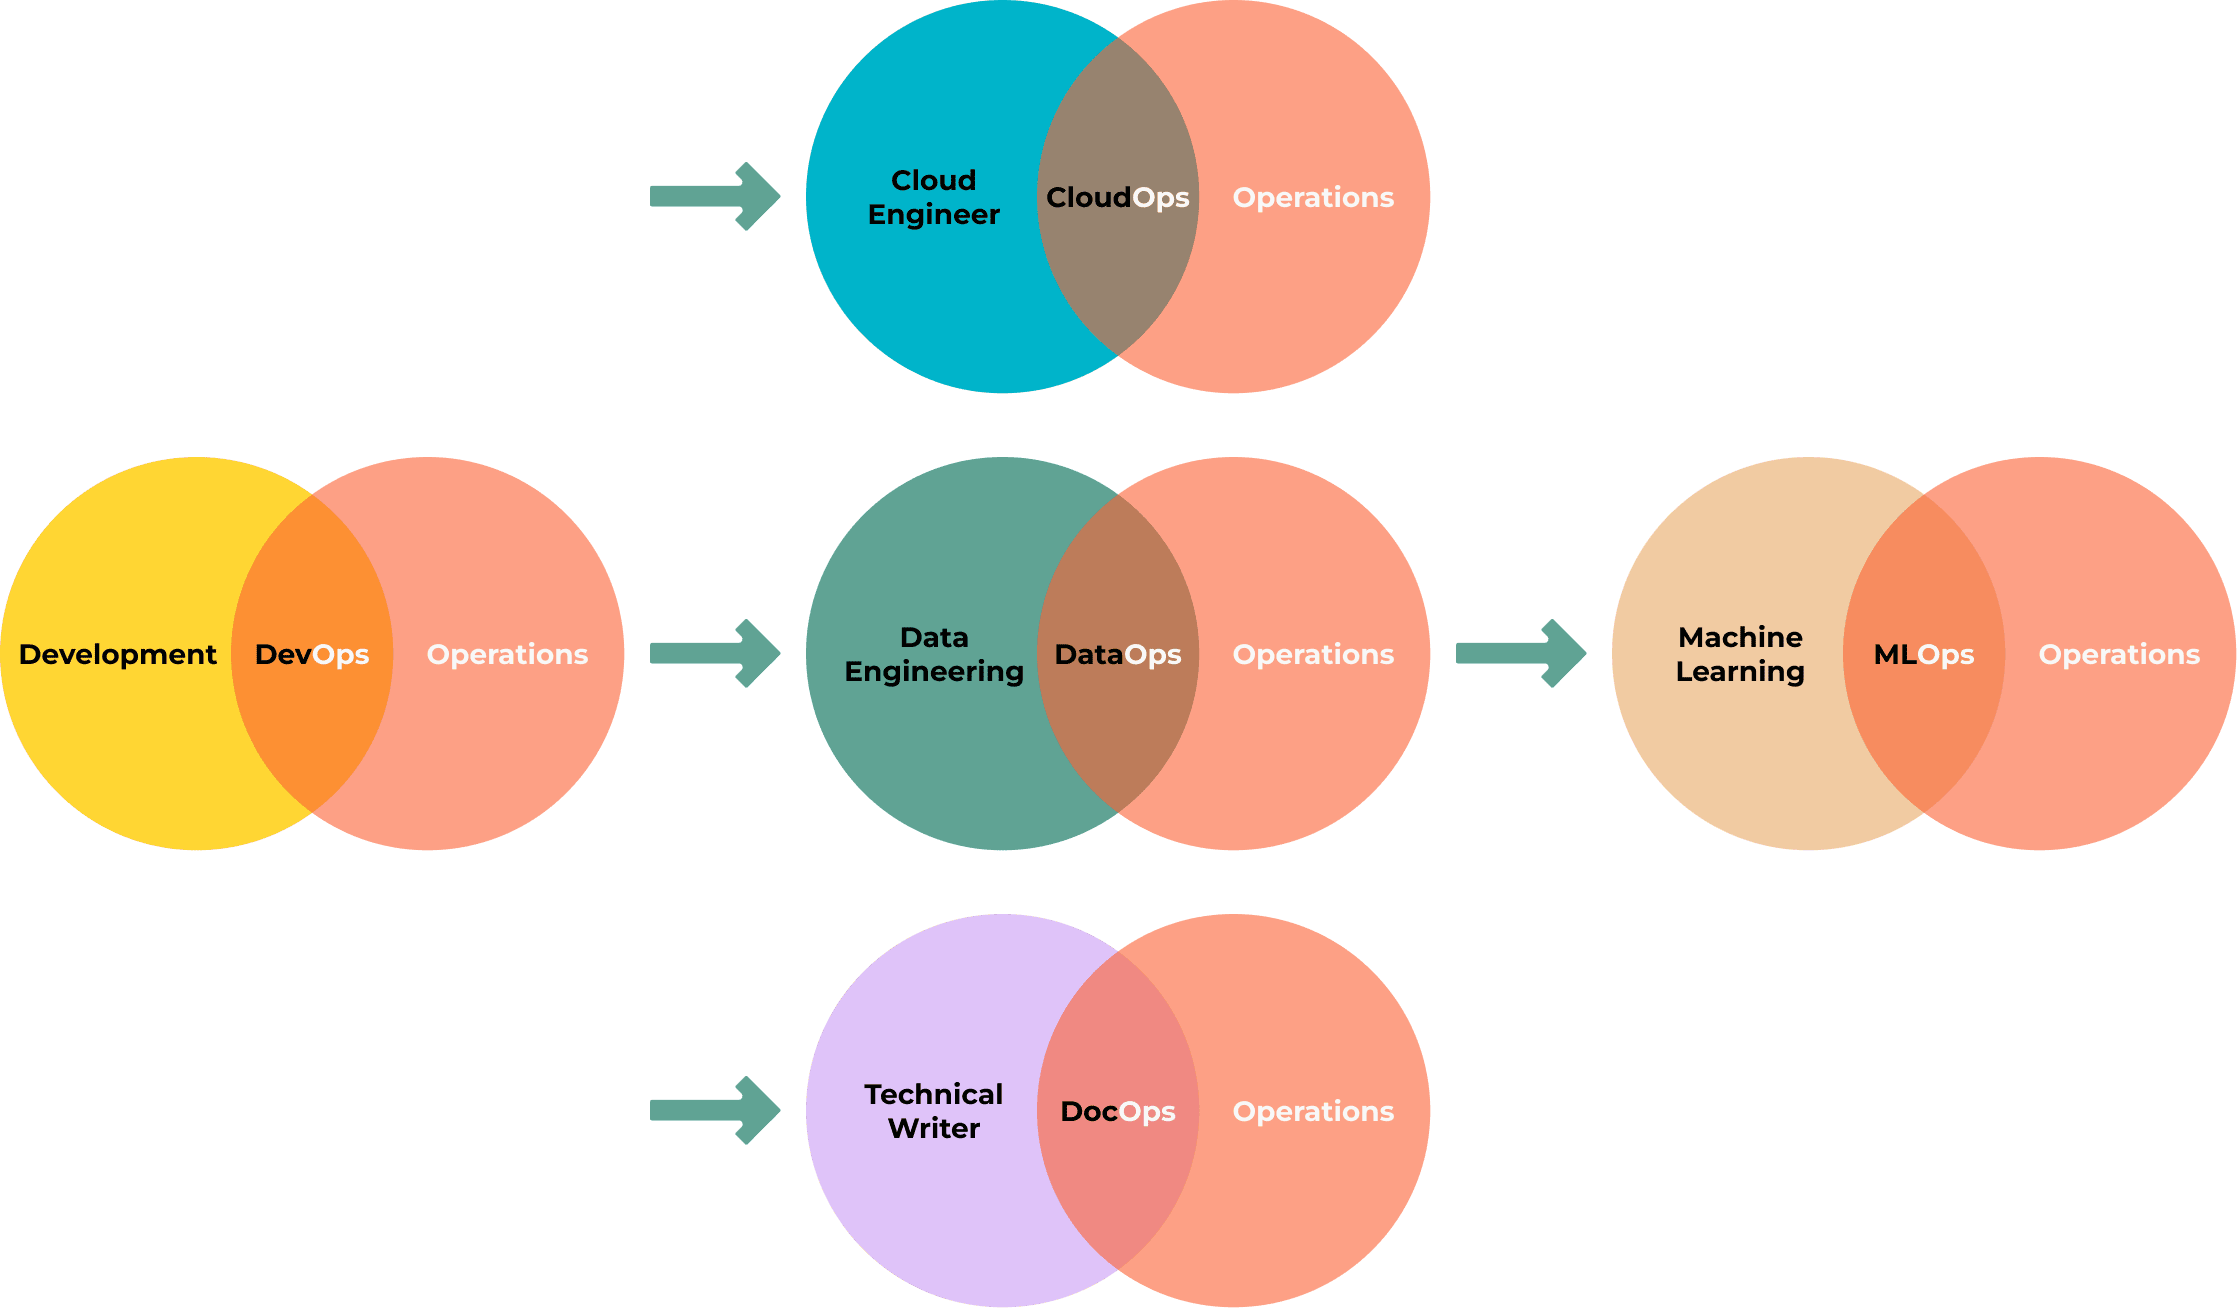 Cloud
Engineer
CloudOps
Operations
Development
DevOps
Operations
Data
Engineering
DataOps
Operations
Machine
Learning
MLOps
Operations
Technical
Writer
DocOps
Operations